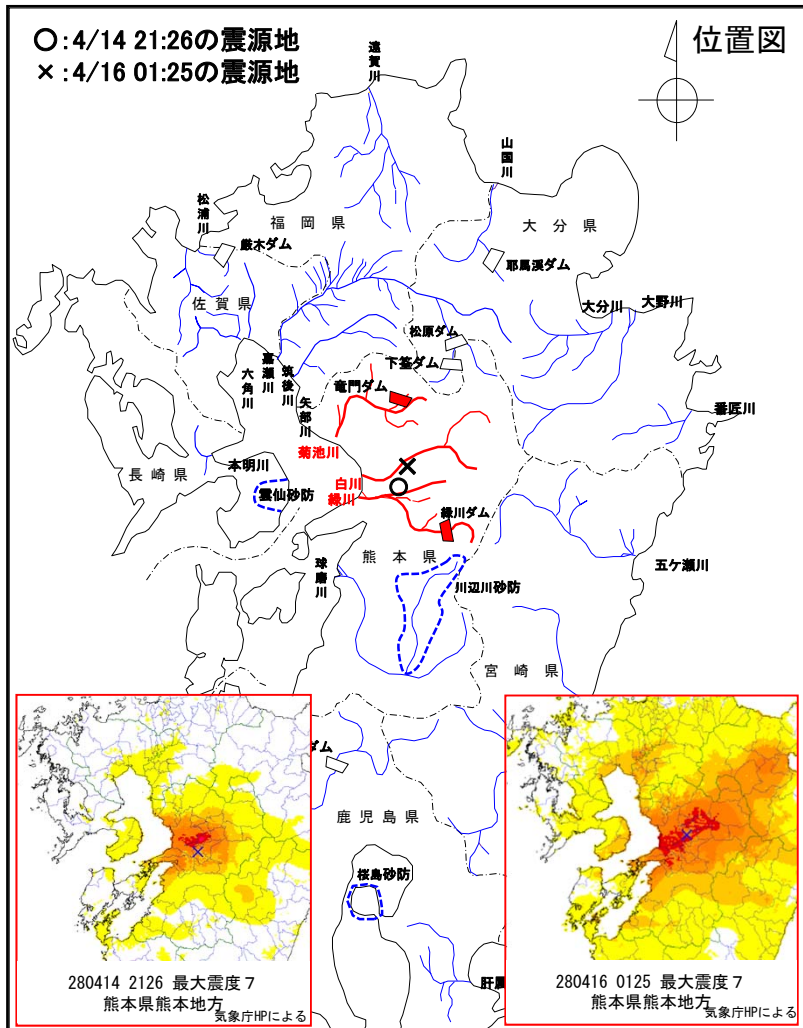 ○:4/14 21:26の震源地
×:4/16 01:25の震源地
位置図
遠賀川
山国川
松浦川
福岡県
大分県
厳木ダム
耶馬溪ダム
佐賀県
大分川
大野川
松原ダム
下筌ダム
嘉瀬川
筑後川
六角川
竜門ダム
矢部川
番匠川
菊池川
長崎県
本明川
白川
緑川
雲仙砂防
緑川ダム
熊本県
球磨川
五ケ瀬川
川辺川砂防
宮崎県
ダム
鹿児島県
桜島砂防
肝
280414 2126 最大震度7
熊本県熊本地方
気象庁HPによる
280416 0125 最大震度7
熊本県熊本地方
気象庁HPによる